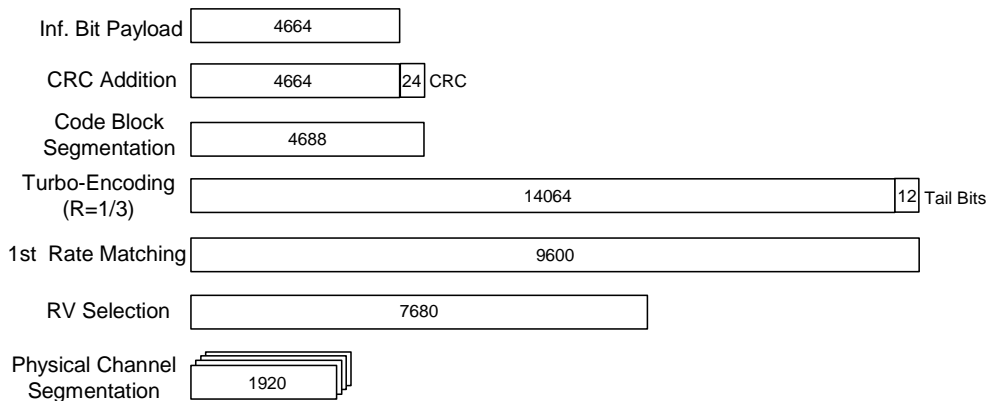 Inf. Bit Payload
4664
CRC Addition
4664
24
CRC
Code Block
Segmentation
4688
Turbo-Encoding
(R=1/3)
14064
12
Tail Bits
1st Rate Matching
9600
RV Selection
7680
Physical Channel
Segmentation
1920